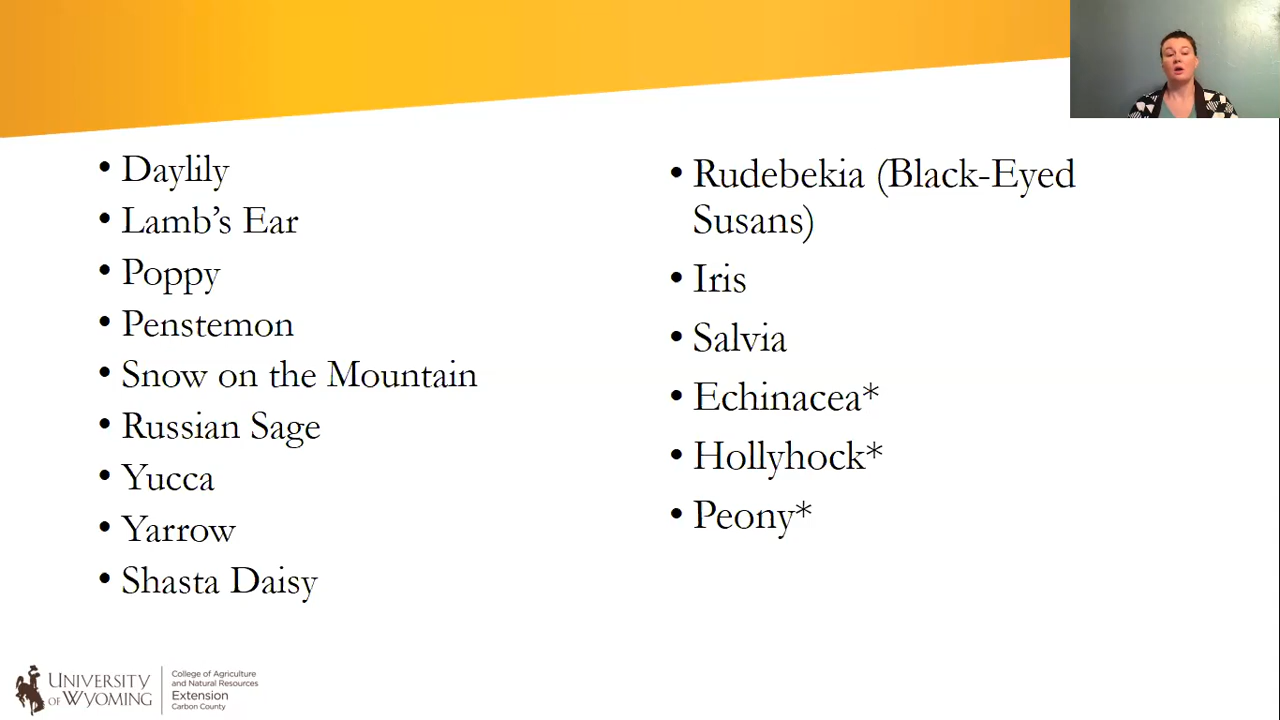 • Daylily
• Lamb’s Ear
• Poppy
• Penstemon
• Snow on the Mountain
• Russian Sage
• Yucca
• Yarrow
• Shasta Daisy
• Rudebekia (Black-Eyed
Susans)
• Iris
• Salvia
• Echinacea*
• Hollyhock*
• Peony*
UNIVERSITY
OF WYOMING
College of Agriculture
and Natural Resources
Extension
Carbon County